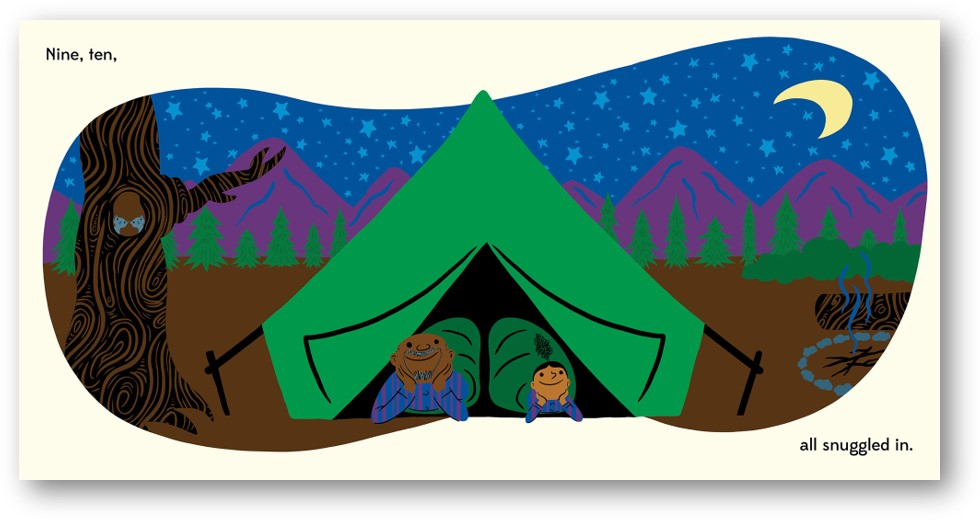 Nine, ten,
all snuggled in.